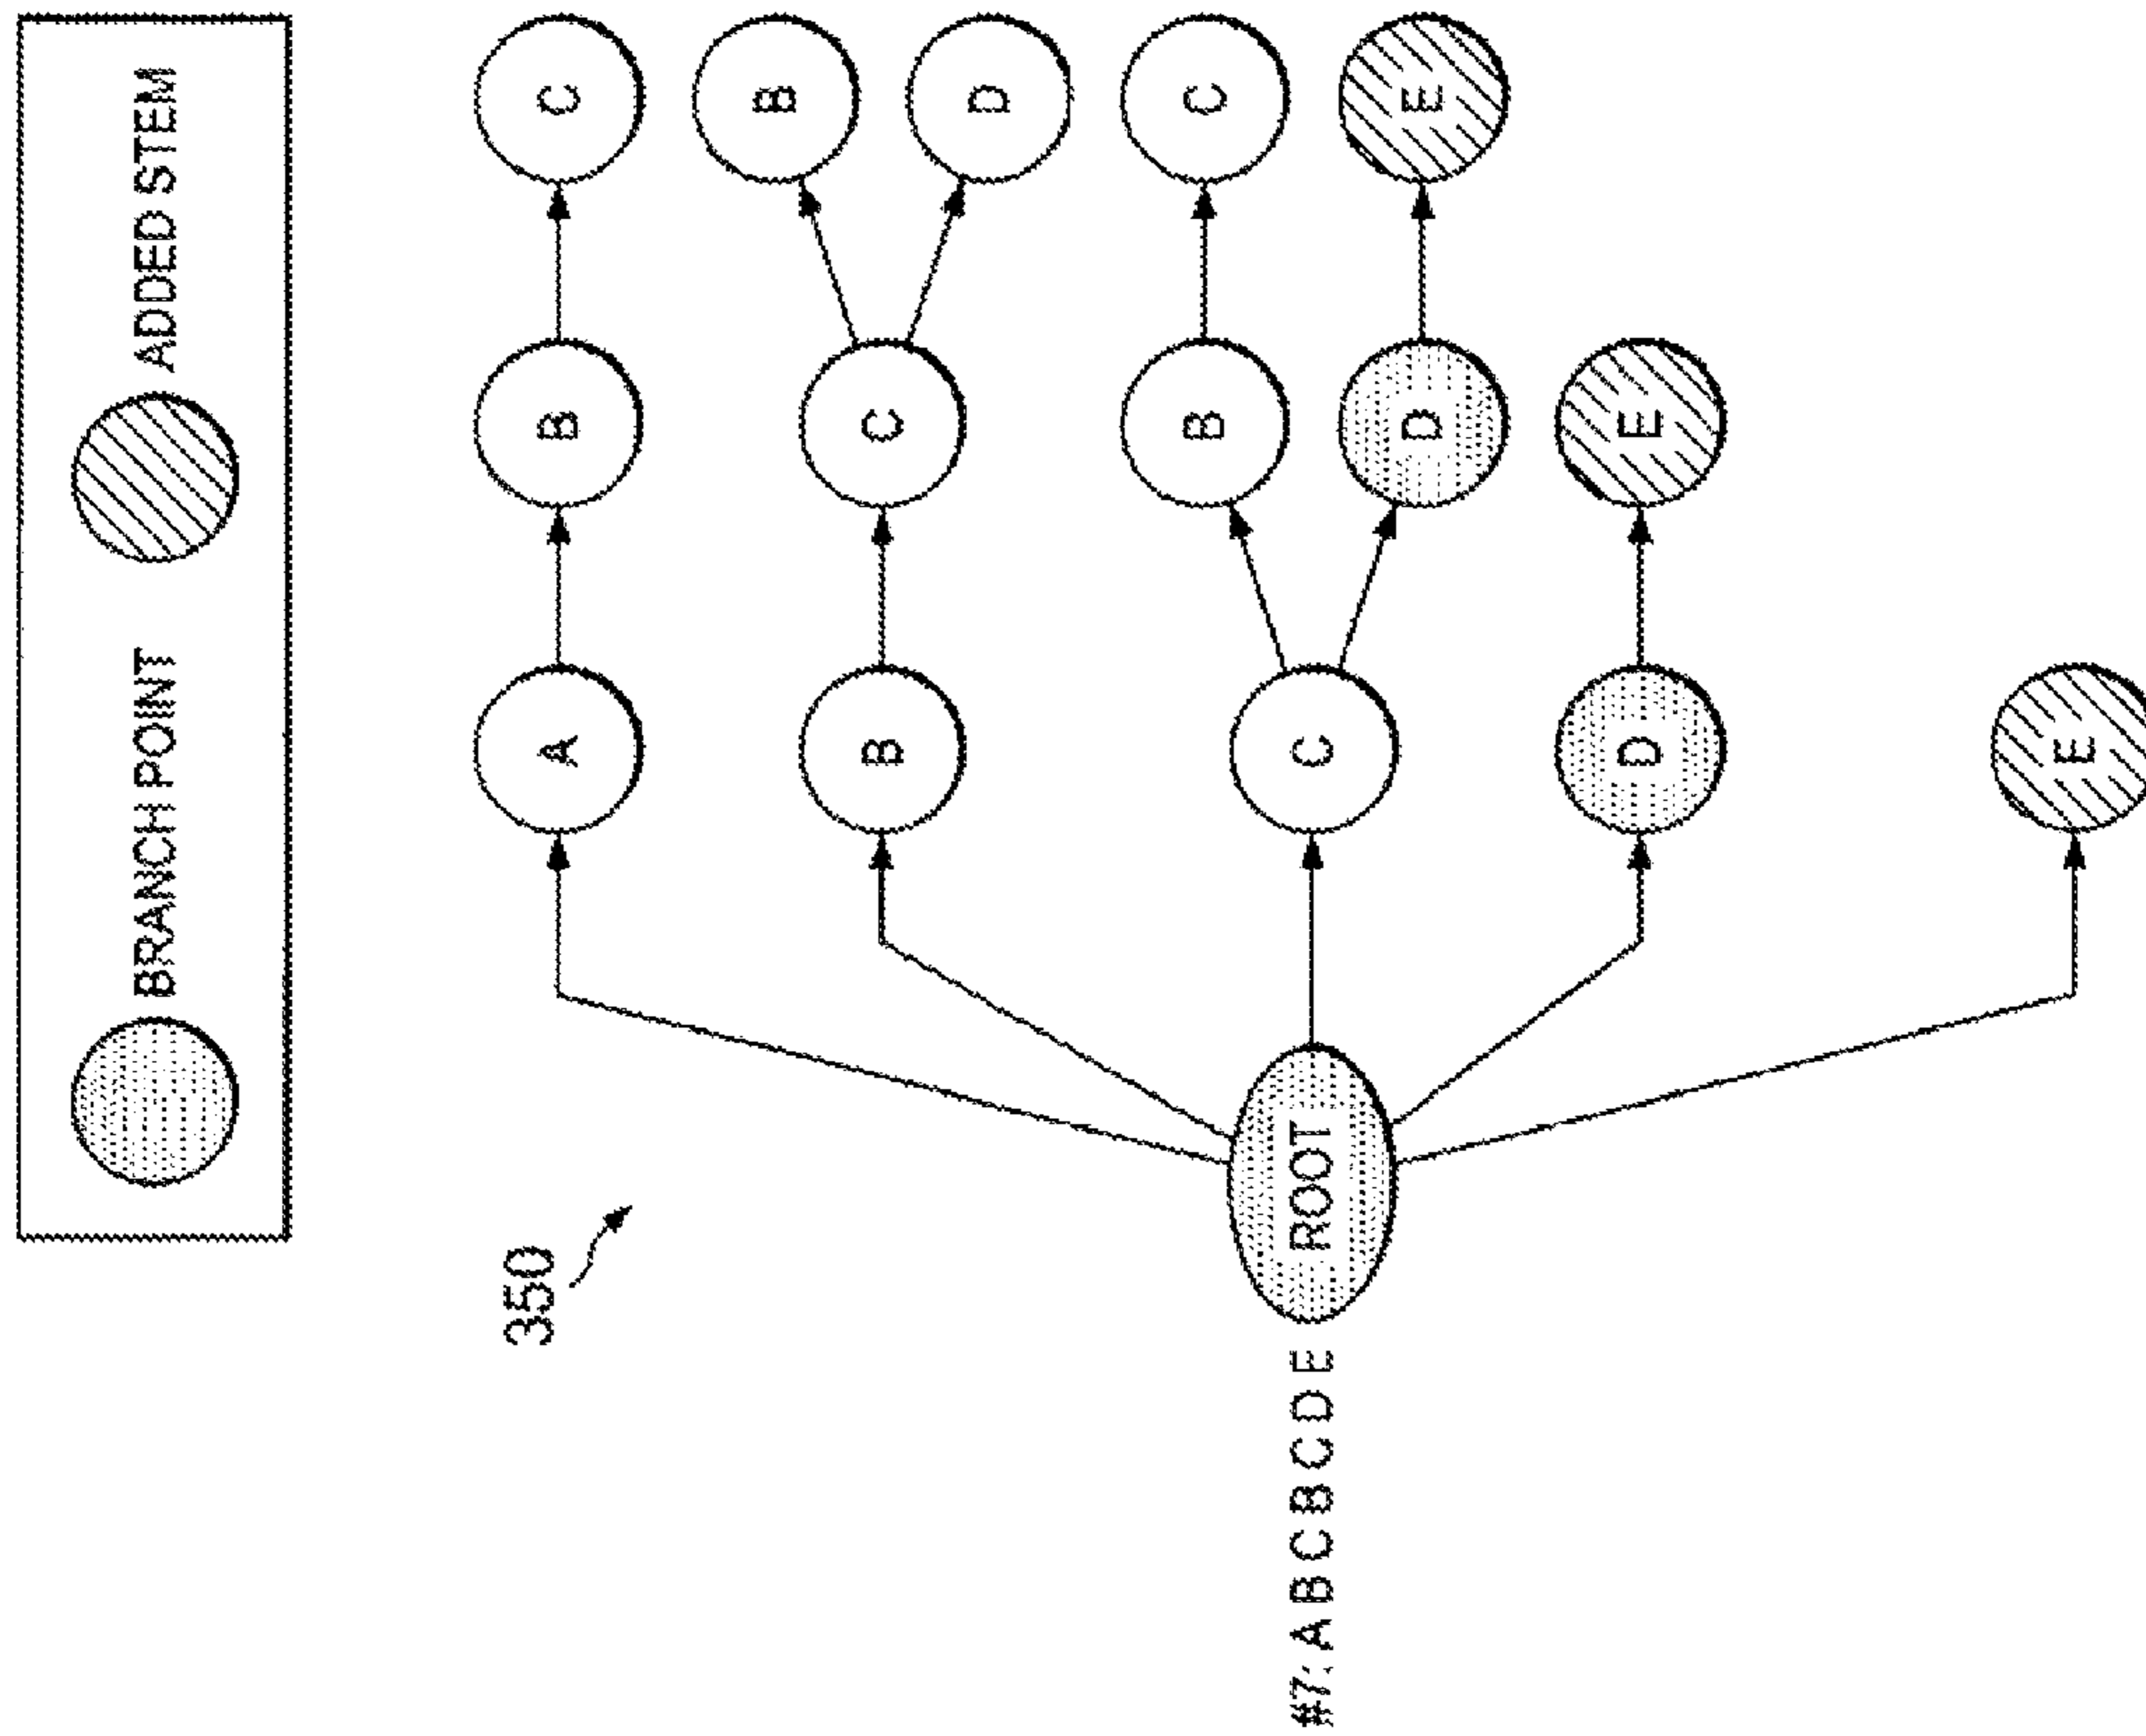 BRANCH POINT ADDED STEM
350
A B C
B
B C
D
B C
#7: A B C B C D E ROOT C
D E
D E
E